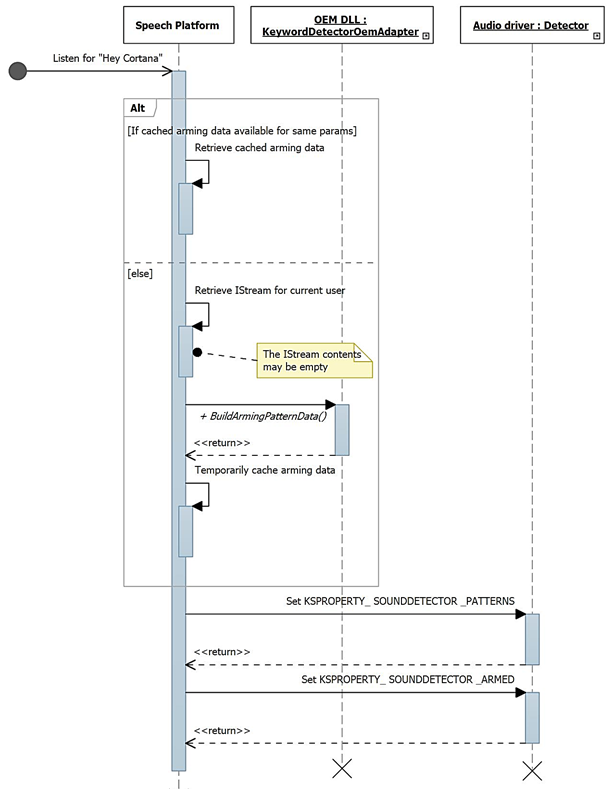 Speech Platform
OEM DLL :
KeywordDetectorOemAdapter
Audio driver : Detector
Listen for "Hey Cortana"
Alt
[If cached arming data available for same params]
Retrieve cached arming data
[else]
Retrieve IStream for current user
The IStream contents
may be empty
+ BuildArmingPatternData()
<<return>>
Temporarily cache arming data
Set KSPROPERTY_ SOUNDDETECTOR _PATTERNS
<<return>>
Set KSPROPERTY_ SOUNDDETECTOR _ARMED
<<return>>